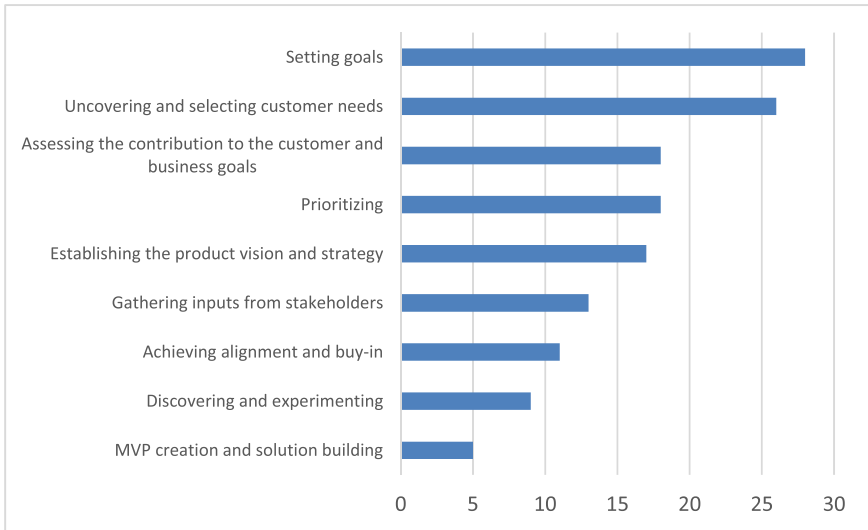 Setting goals
Uncovering and selecting customer needs
Assessing the contribution to the customer and
business goals
Prioritizing
Establishing the product vision and strategy
Gathering inputs from stakeholders
Achieving alignment and buy-in
Discovering and experimenting
MVP creation and solution building
0 5 10 15 20 25 30